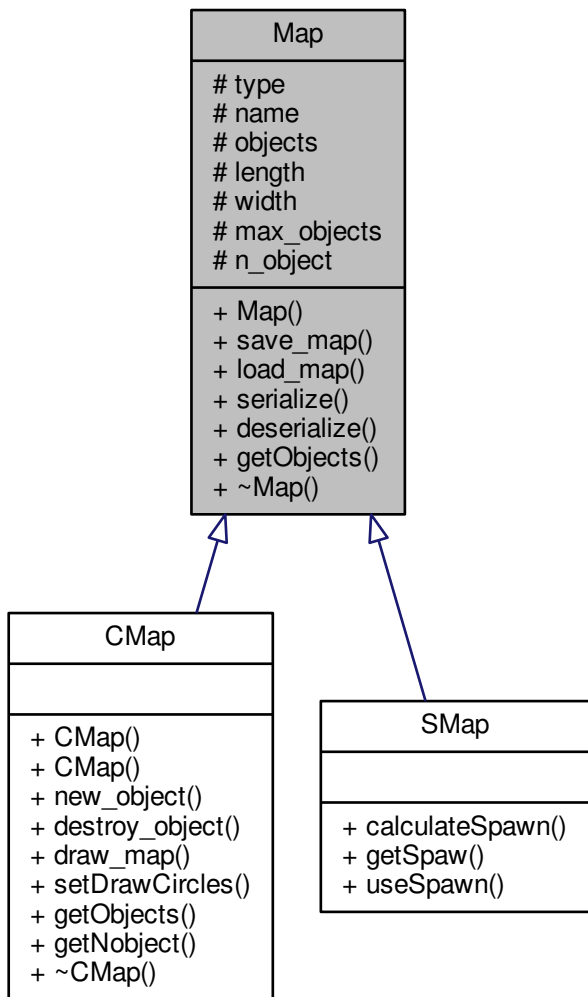 Map
# type
# name
# objects
# length
# width
# max_objects
# n_object
+ Map()
+ save_map()
+ load_map()
+ serialize()
+ deserialize()
+ getObjects()
+ ~Map()
CMap
+ CMap()
+ CMap()
+ new_object()
+ destroy_object()
+ draw_map()
+ setDrawCircles()
+ getObjects()
+ getNobject()
+ ~CMap()
SMap
+ calculateSpawn()
+ getSpaw()
+ useSpawn()